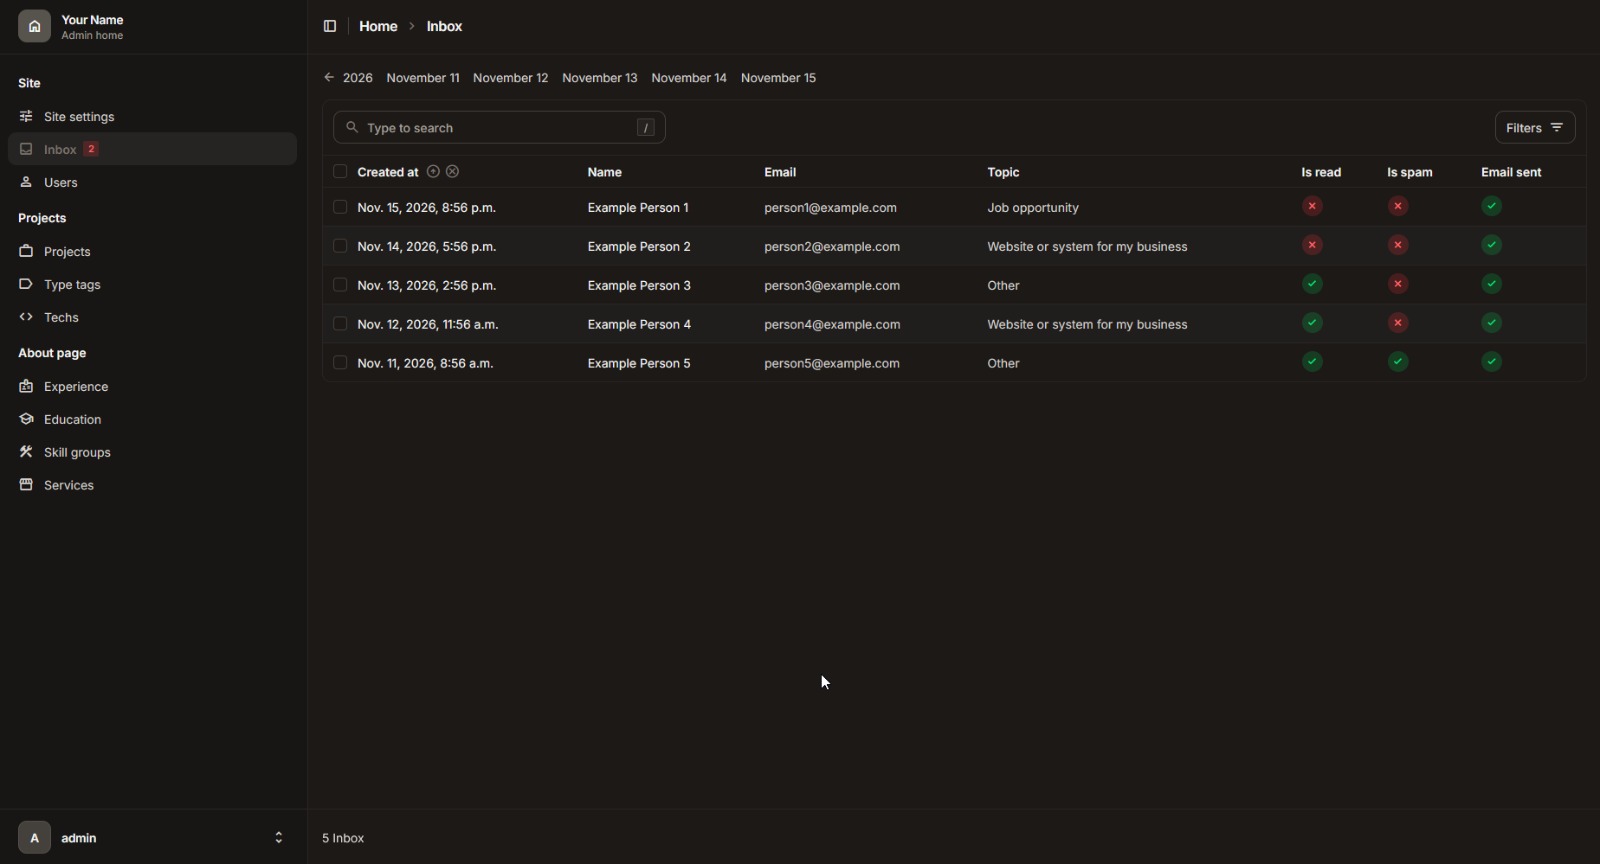 Your Name
Admin home
Home
Inbox
Site
Site settings
Inbox 2
Users
Projects
Projects
Type tags
Techs
About page
Experience
Education
Skill groups
Services
A admin
2026 November 11 November 12 November 13 November 14 November 15
Type to search /
Filters
Created at Name Email Topic Is read Is spam Email sent
Nov. 15, 2026, 8:56 p.m. Example Person 1 person1@example.com Job opportunity
Nov. 14, 2026, 5:56 p.m. Example Person 2 person2@example.com Website or system for my business
Nov. 13, 2026, 2:56 p.m. Example Person 3 person3@example.com Other
Nov. 12, 2026, 11:56 a.m. Example Person 4 person4@example.com Website or system for my business
Nov. 11, 2026, 8:56 a.m. Example Person 5 person5@example.com Other
5 Inbox